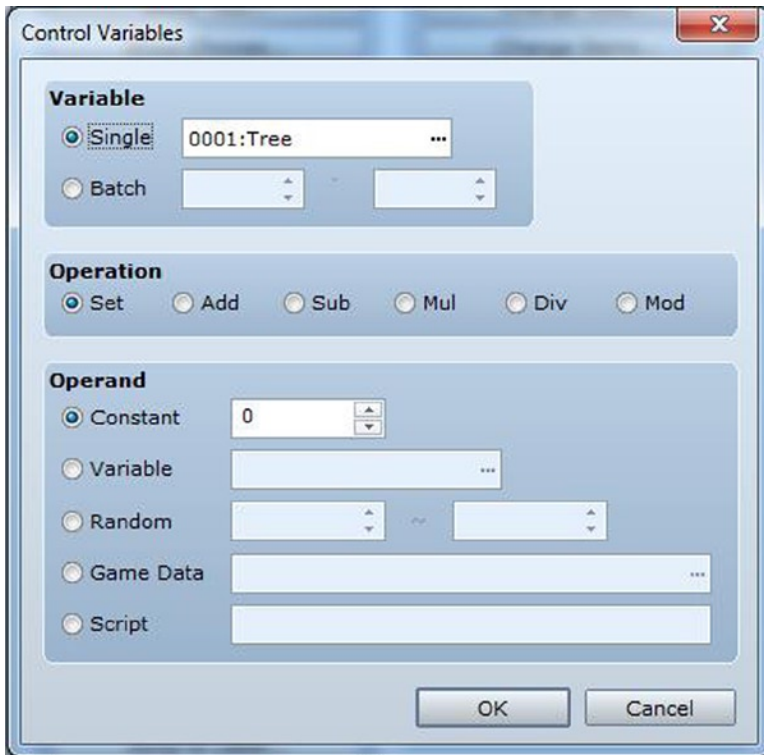 Control Variables
Variable
Single 0001:Tree ...
Batch
Operation
Set Add Sub Mul Div Mod
Operand
Constant 0
Variable ...
Random ~
Game Data ...
Script
OK Cancel